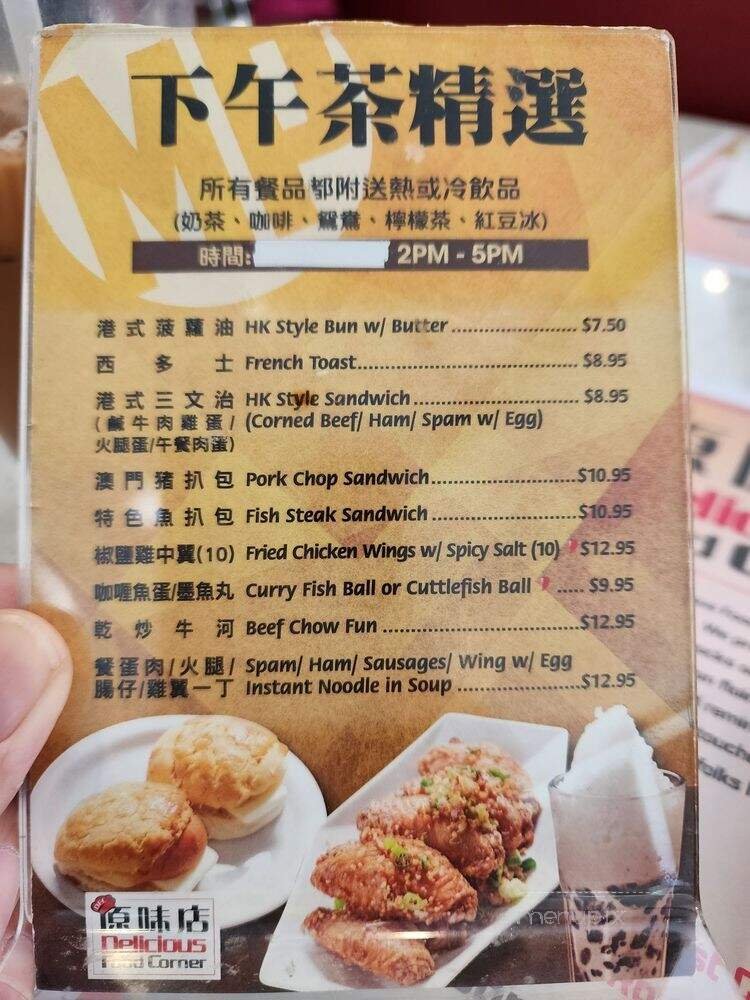 下午茶精選
所有餐品都附送熱或冷飲品
(奶茶、咖啡、鴛鴦、檸檬茶、紅豆冰)
時間: 2PM - 5PM
港式菠蘿油 HK Style Bun w/ Butter ........................ $7.50
西多士 French Toast .......................................... $8.95
港式三文治 HK Style Sandwich ............................... $8.95
(鹹牛肉雞蛋/ (Corned Beef/ Ham/ Spam w/ Egg)
火腿蛋/午餐肉蛋)
澳門豬扒包 Pork Chop Sandwich ............................ $10.95
特色魚扒包 Fish Steak Sandwich ............................ $10.95
椒鹽雞中翼(10) Fried Chicken Wings w/ Spicy Salt (10) $12.95
咖喱魚蛋/墨魚丸 Curry Fish Ball or Cuttlefish Ball ..... $9.95
乾炒牛河 Beef Chow Fun ...................................... $12.95
餐蛋肉/火腿/ Spam/ Ham/ Sausages/ Wing w/ Egg
腸仔/雞翼一丁 Instant Noodle in Soup ....................... $12.95
原味店
Delicious
Food Corner
menupix